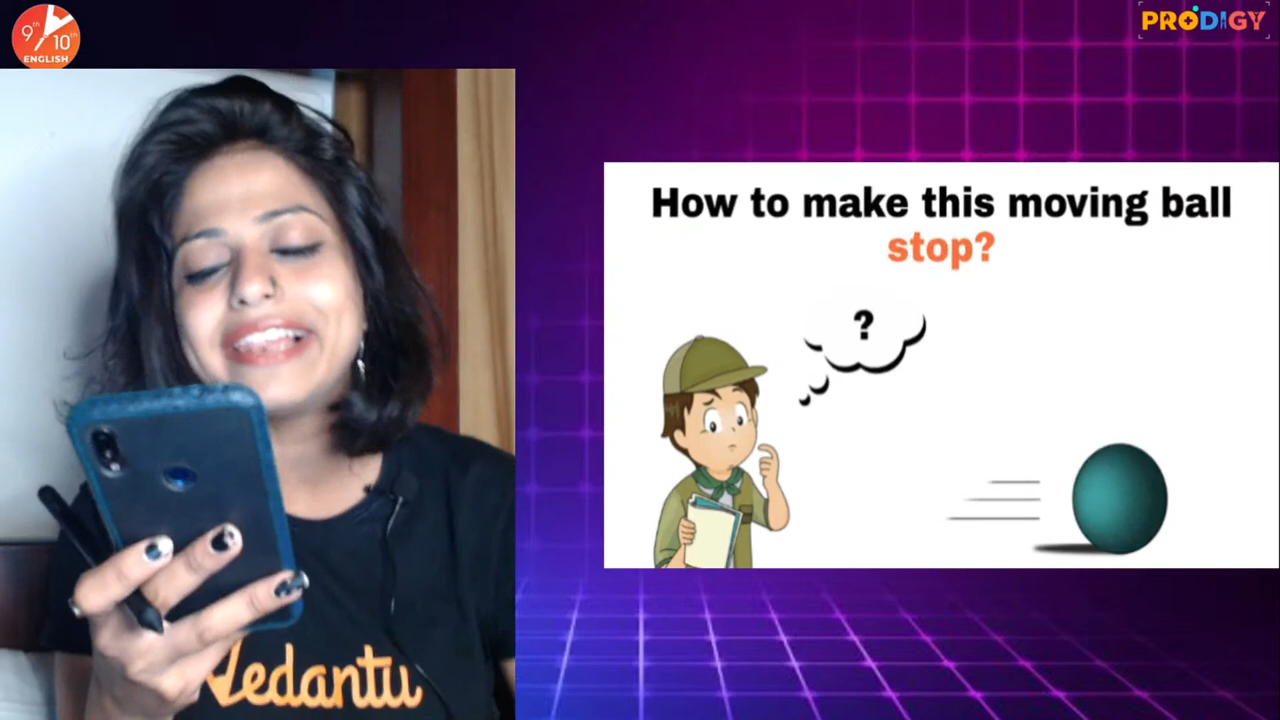 9th
10th
ENGLISH
PRODIGY
How to make this moving ball
stop?
?
Vedantu